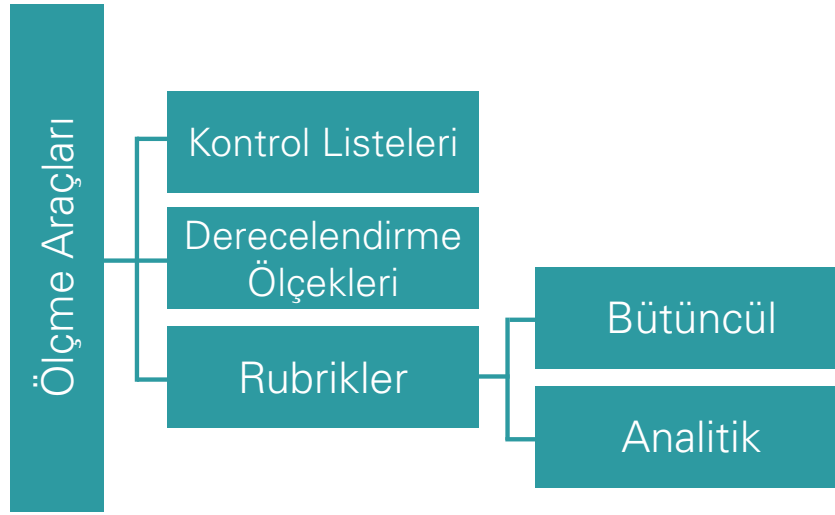 Ölçme Araçları
Kontrol Listeleri
Derecelendirme
Ölçekleri
Rubrikler
Bütüncül
Analitik